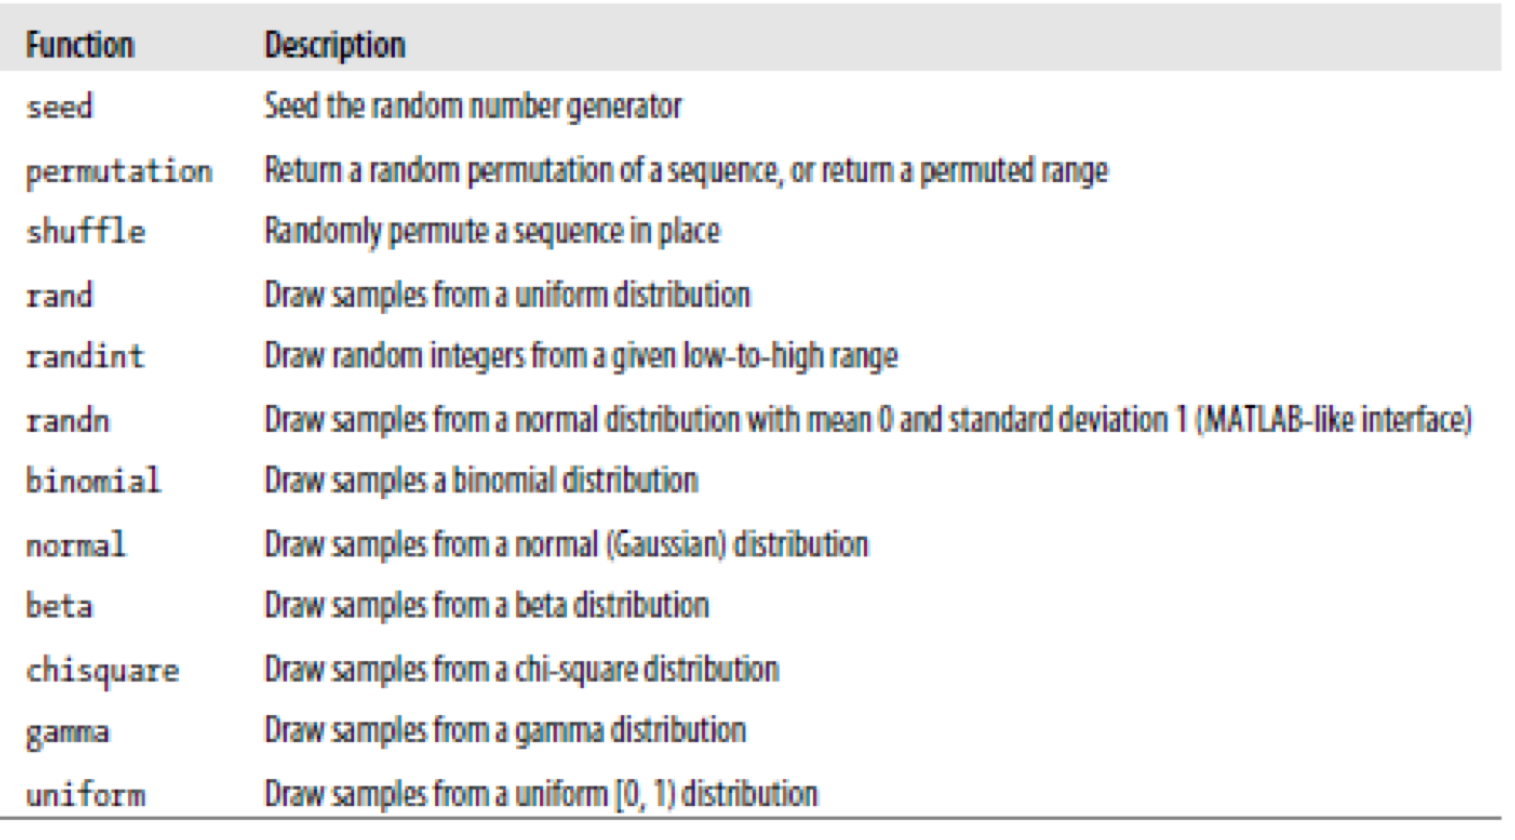 Function Description
seed Seed the random number generator
permutation Return a random permutation of a sequence, or return a permuted range
shuffle Randomly permute a sequence in place
rand Draw samples from a uniform distribution
randint Draw random integers from a given low-to-high range
randn Draw samples from a normal distribution with mean 0 and standard deviation 1 (MATLAB-like interface)
binomial Draw samples a binomial distribution
normal Draw samples from a normal (Gaussian) distribution
beta Draw samples from a beta distribution
chisquare Draw samples from a chi-square distribution
gamma Draw samples from a gamma distribution
uniform Draw samples from a uniform [0, 1) distribution